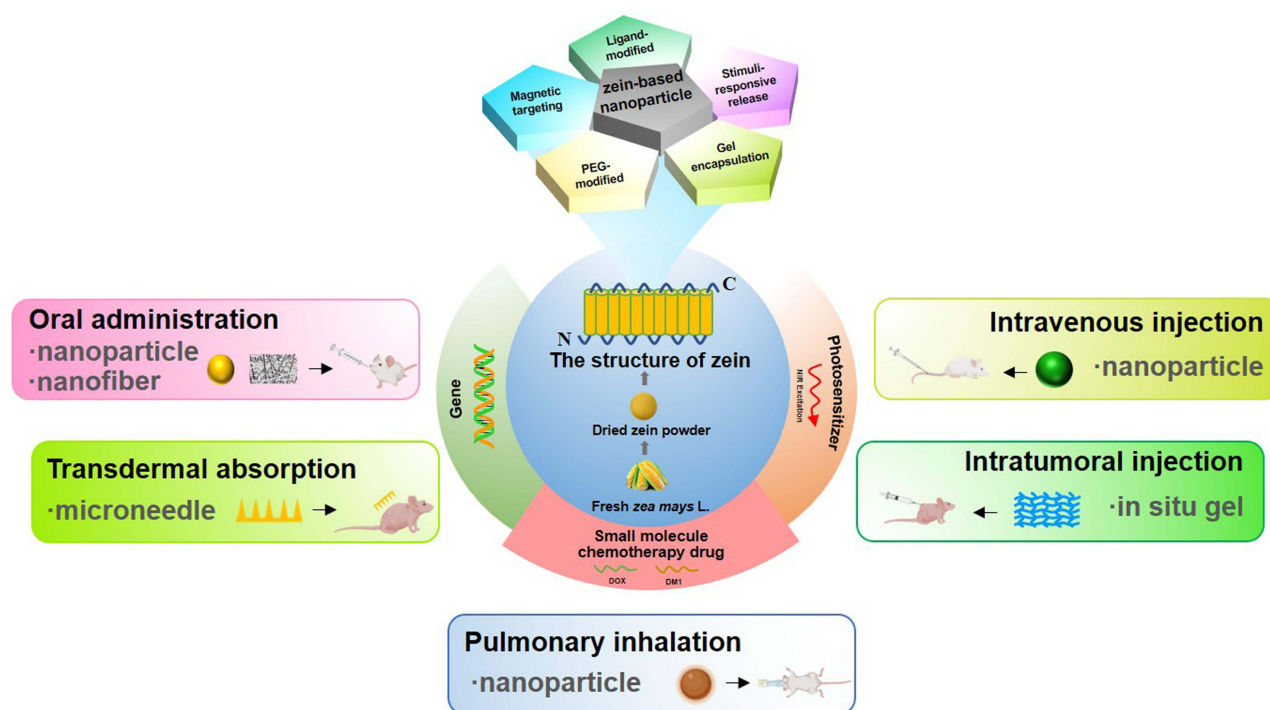 Ligand-
modified
zein-based
nanoparticle
Stimuli-
responsive
release
Magnetic
targeting
PEG-
modified
Gel
encapsulation
C
N
The structure of zein
Dried zein powder
Fresh zea mays L.
Gene
Photosensitizer
NIR Excitation
Small molecule
chemotherapy drug
DOX
DM1
Oral administration
·nanoparticle
·nanofiber
Transdermal absorption
·microneedle
Intravenous injection
·nanoparticle
Intratumoral injection
·in situ gel
Pulmonary inhalation
·nanoparticle